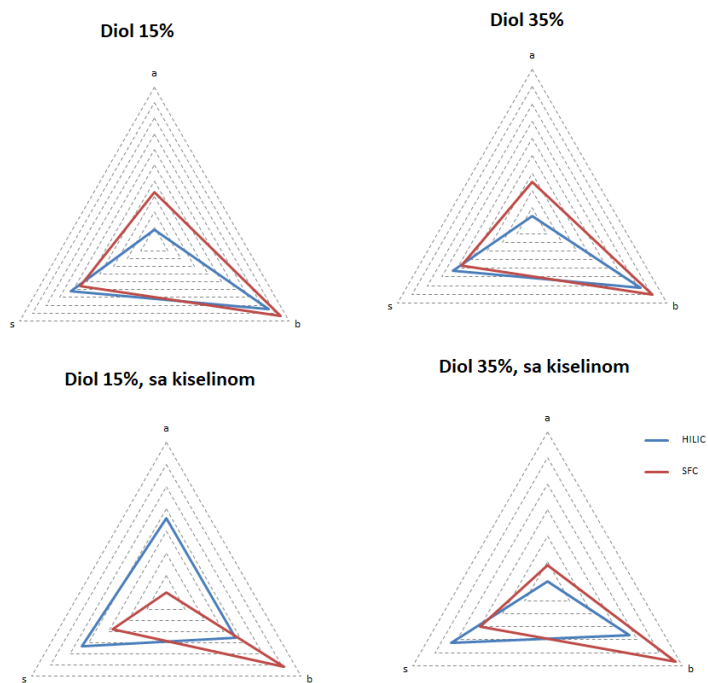 Diol 15%
a
s
b
Diol 35%
a
s
b
Diol 15%, sa kiselinom
a
s
b
Diol 35%, sa kiselinom
a
s
b
HILIC
SFC